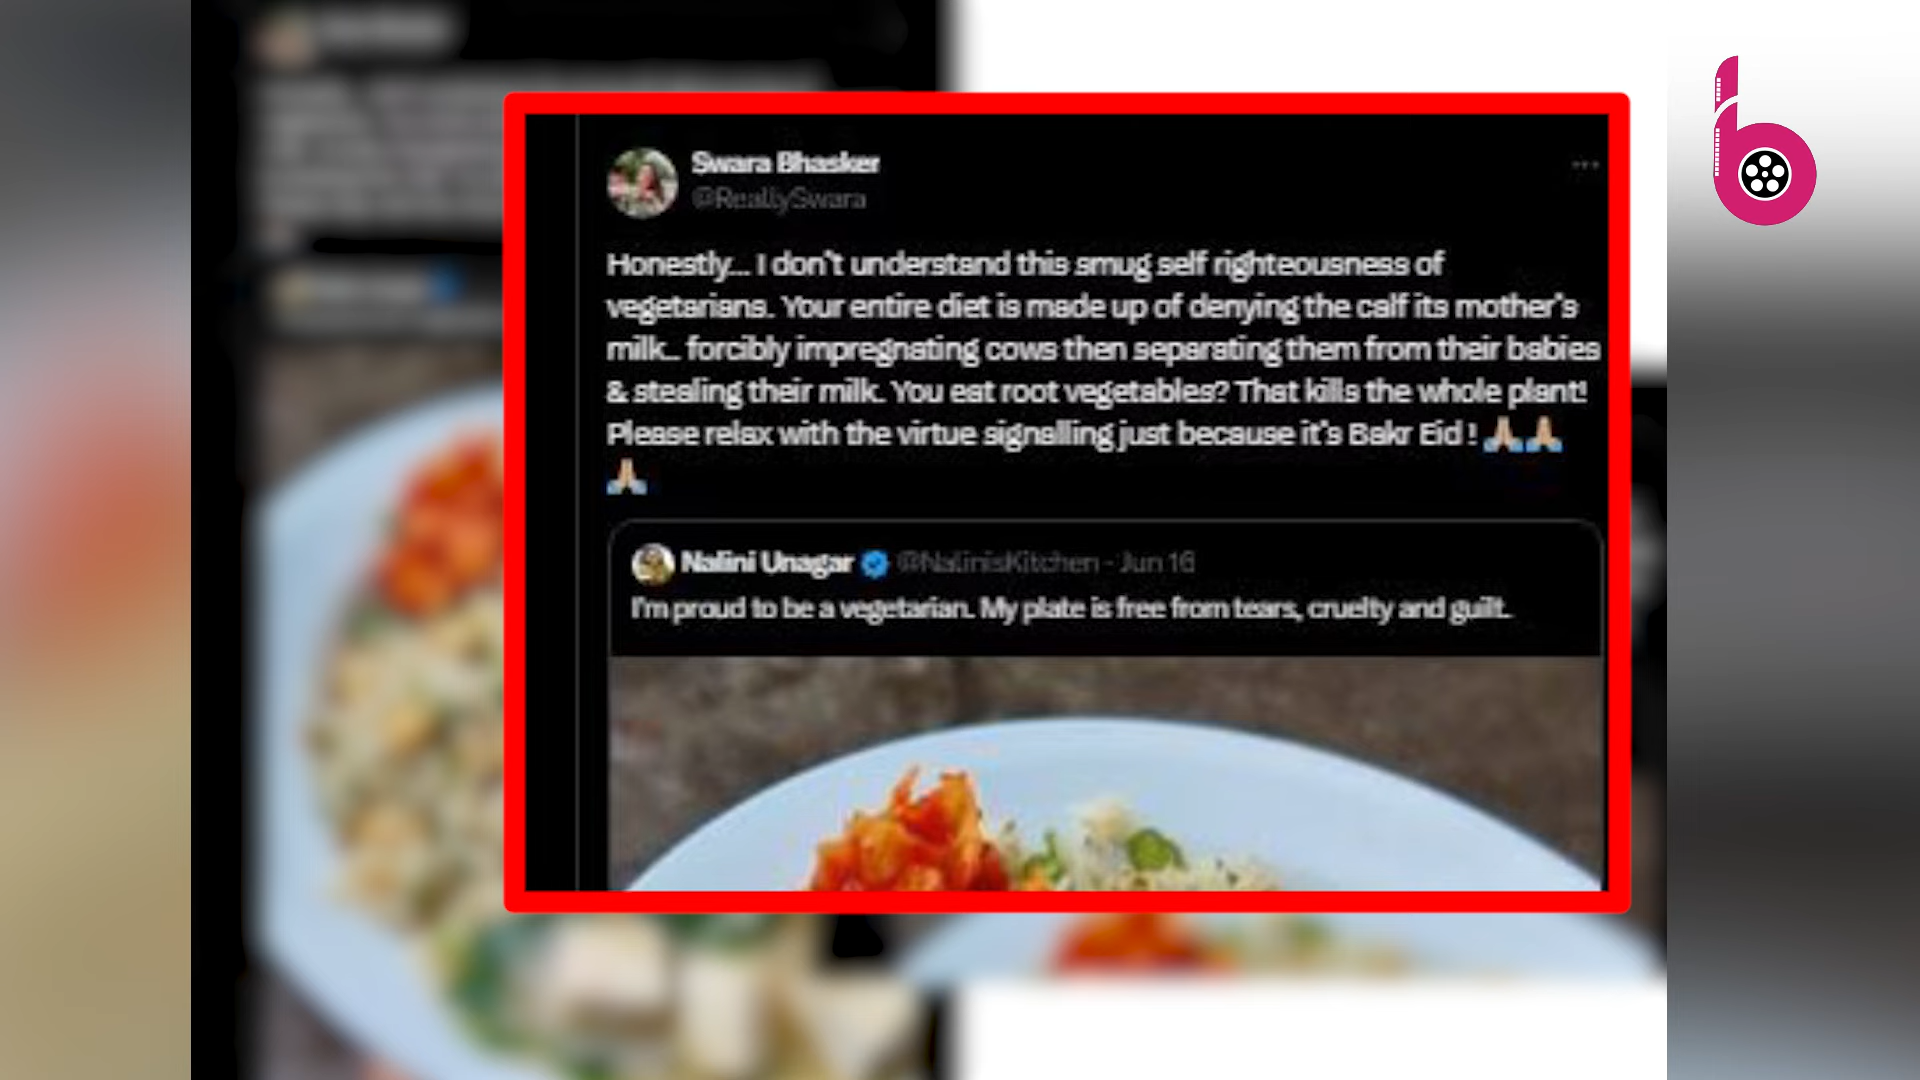 Swara Bhasker
@ReallySwara
Honestly... I don't understand this smug self righteousness of
vegetarians. Your entire diet is made up of denying the calf its mother's
milk.. forcibly impregnating cows then separating them from their babies
& stealing their milk. You eat root vegetables? That kills the whole plant!
Please relax with the virtue signalling just because it's Bakr Eid ! 🙏🏼🙏🏼
🙏🏼
Nalini Unagar @NalinisKitchen · Jun 16
I'm proud to be a vegetarian. My plate is free from tears, cruelty and guilt.